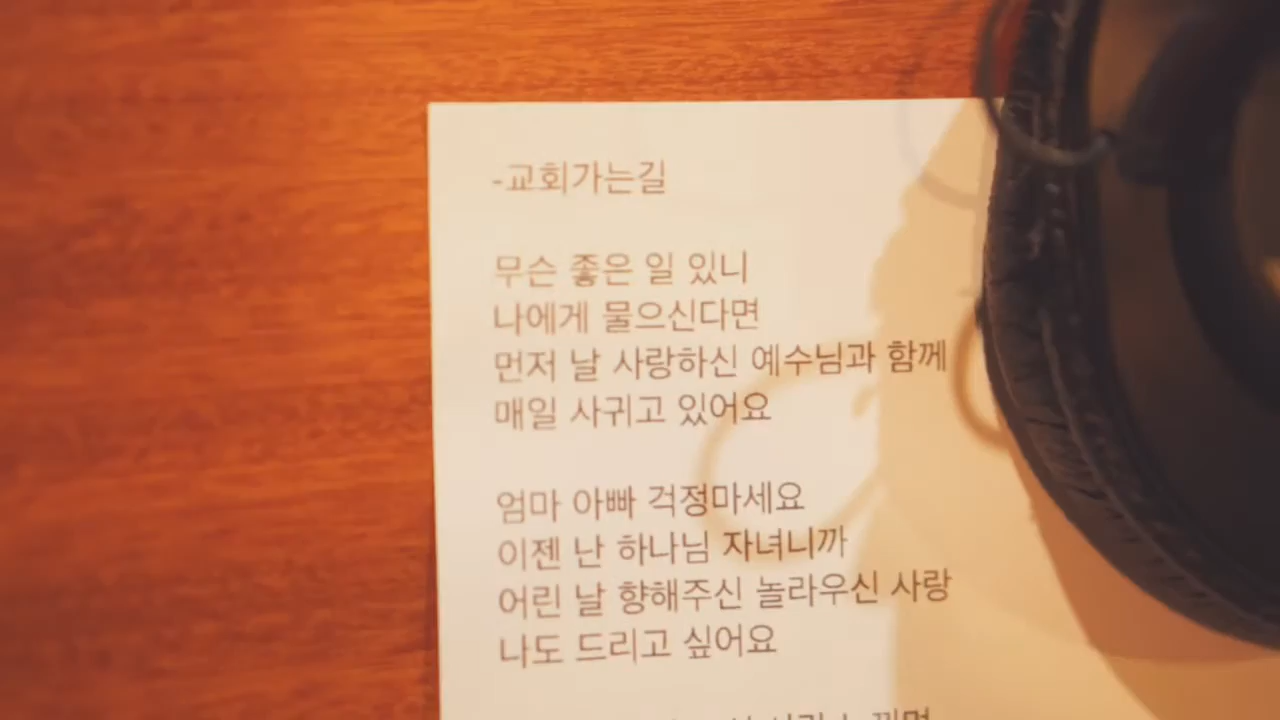 -교회가는길
무슨 좋은 일 있니
나에게 물으신다면
먼저 날 사랑하신 예수님과 함께
매일 사귀고 있어요
엄마 아빠 걱정마세요
이젠 난 하나님 자녀니까
어린 날 향해주신 놀라우신 사랑
나도 드리고 싶어요